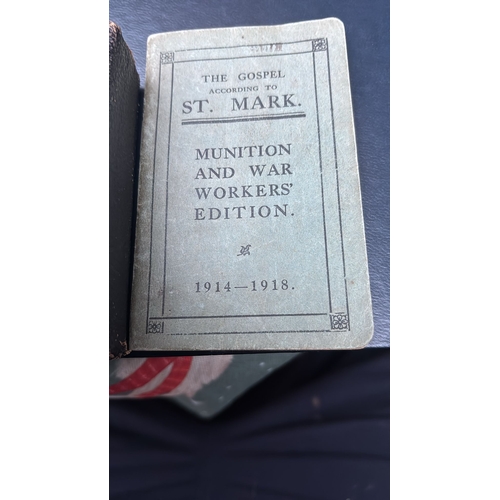 THE GOSPEL
ACCORDING TO
ST. MARK.
MUNITION
AND WAR
WORKERS'
EDITION.
1914—1918.